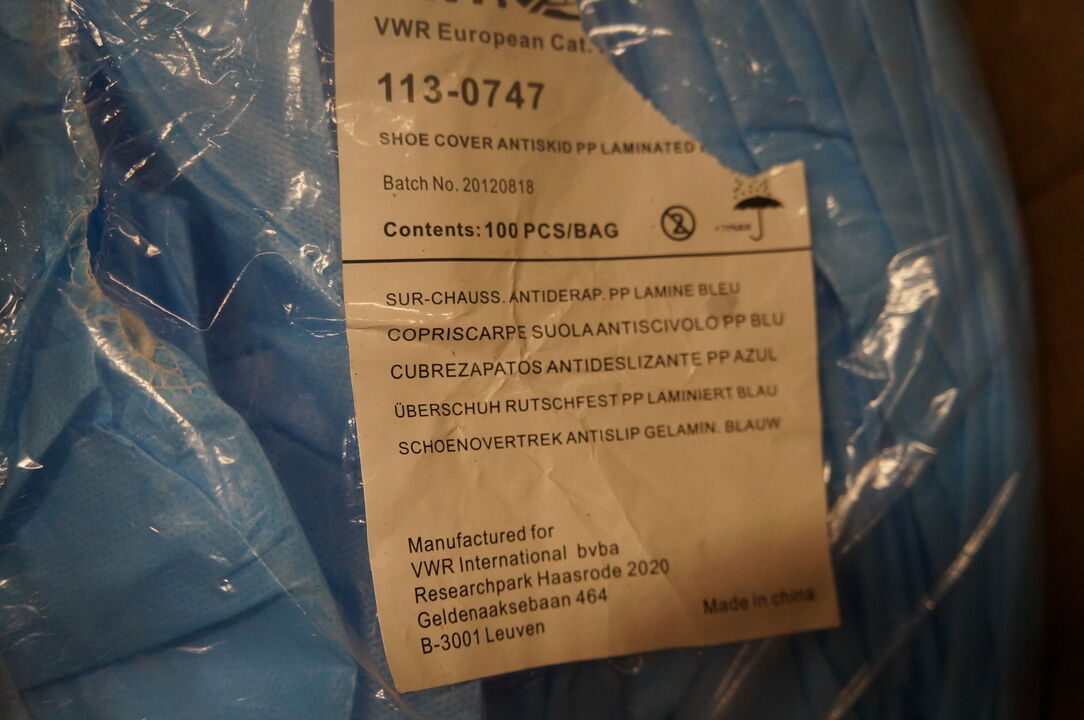 VWR European Cat.
113-0747
SHOE COVER ANTISKID PP LAMINATED
Batch No. 20120818
Contents: 100 PCS/BAG
2
SUR-CHAUSS. ANTIDERAP. PP LAMINE BLEU
COPRISCARPE SUOLA ANTISCIVOLO PP BLU
CUBREZAPATOS ANTIDESLIZANTE PP AZUL
ÜBERSCHUH RUTSCHFEST PP LAMINIERT BLAU
SCHOENOVERTREK ANTISLIP GELAMIN. BLAUW
Manufactured for
VWR International bvba
Researchpark Haasrode 2020
Geldenaaksebaan 464
B-3001 Leuven
Made in china